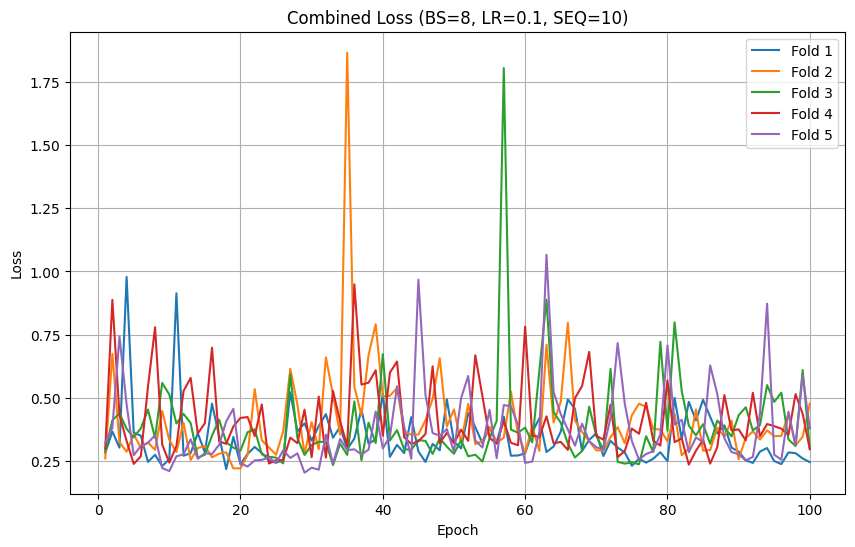 Combined Loss (BS=8, LR=0.1, SEQ=10)
Fold 1
Fold 2
Fold 3
Fold 4
Fold 5
1.75
1.50
1.25
1.00
0.75
0.50
0.25
Loss
0
20
40
60
80
100
Epoch